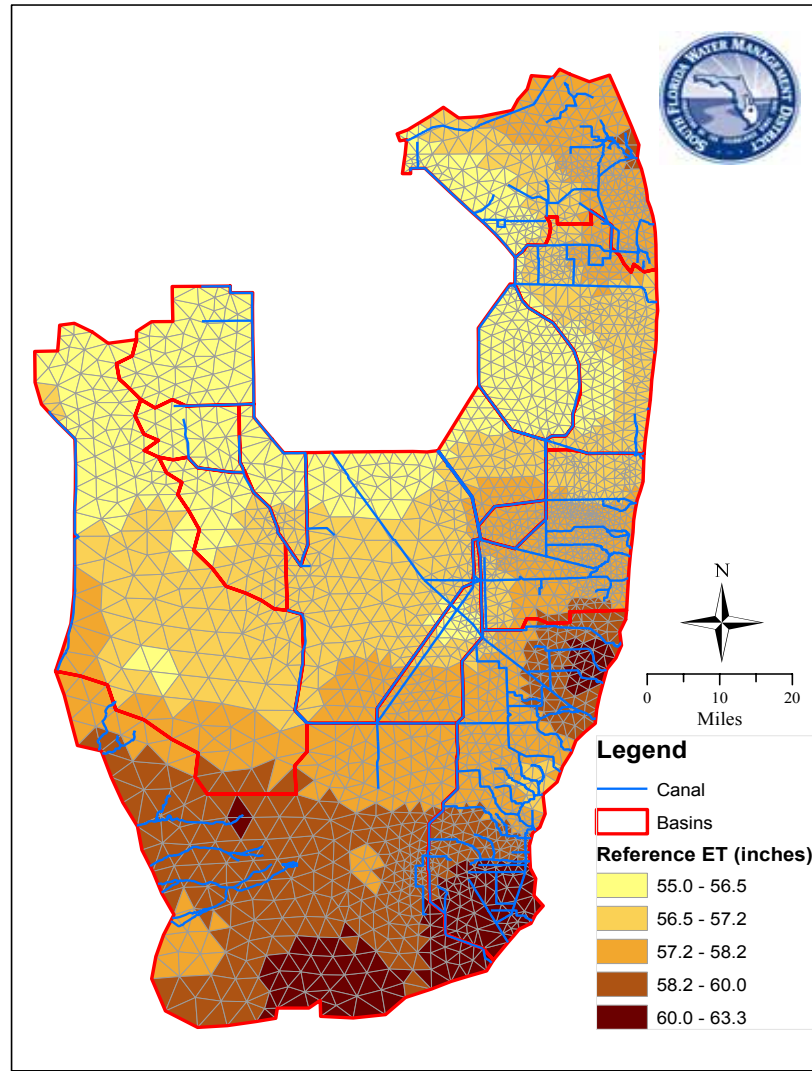 SOUTH FLORIDA WATER MANAGEMENT DISTRICT
N
0 10 20
Miles
Legend
Canal
Basins
Reference ET (inches)
55.0 - 56.5
56.5 - 57.2
57.2 - 58.2
58.2 - 60.0
60.0 - 63.3